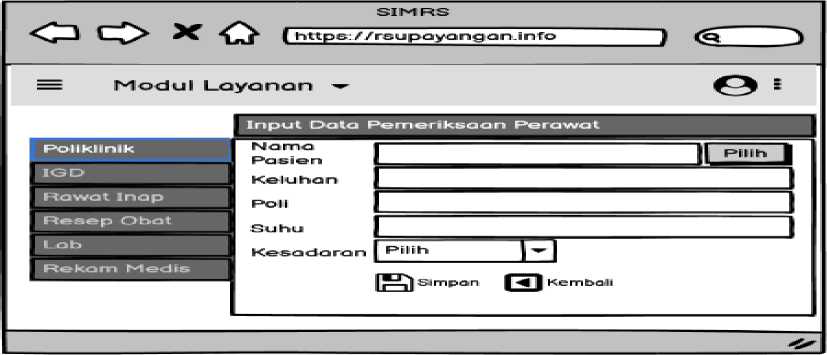 SIMRS
https://rsupayangan.info
Modul Layanan
Input Data Pemeriksaan Perawat
Poliklinik
IGD
Rawat Inap
Resep Obat
Lab
Rekam Medis
Nama Pasien
Pilih
Keluhan
Poli
Suhu
Kesadaran
Pilih
Simpan
Kembali